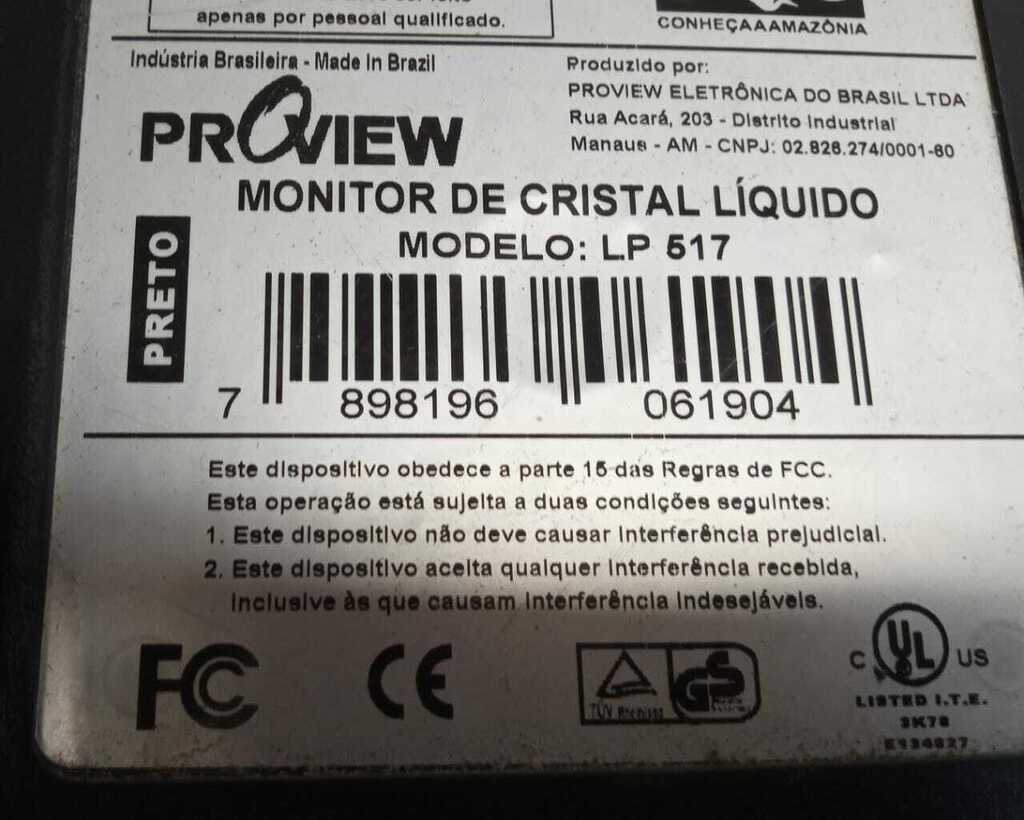 apenas por pessoal qualificado.
CONHEÇAAAMAZÔNIA
Indústria Brasileira - Made In Brazil
PROVIEW
Produzido por:
PROVIEW ELETRÔNICA DO BRASIL LTDA
Rua Acará, 203 - Distrito Industrial
Manaus - AM - CNPJ: 02.826.274/0001-60
MONITOR DE CRISTAL LÍQUIDO
MODELO: LP 517
PRETO
7 898196 061904
Este dispositivo obedece a parte 15 das Regras de FCC.
Esta operação está sujeita a duas condições seguintes:
1. Este dispositivo não deve causar interferência prejudicial.
2. Este dispositivo aceita qualquer interferência recebida,
inclusive às que causam interferência indesejáveis.
FC CE
TÜV GS
C UL US
LISTED I.T.E.
3K78